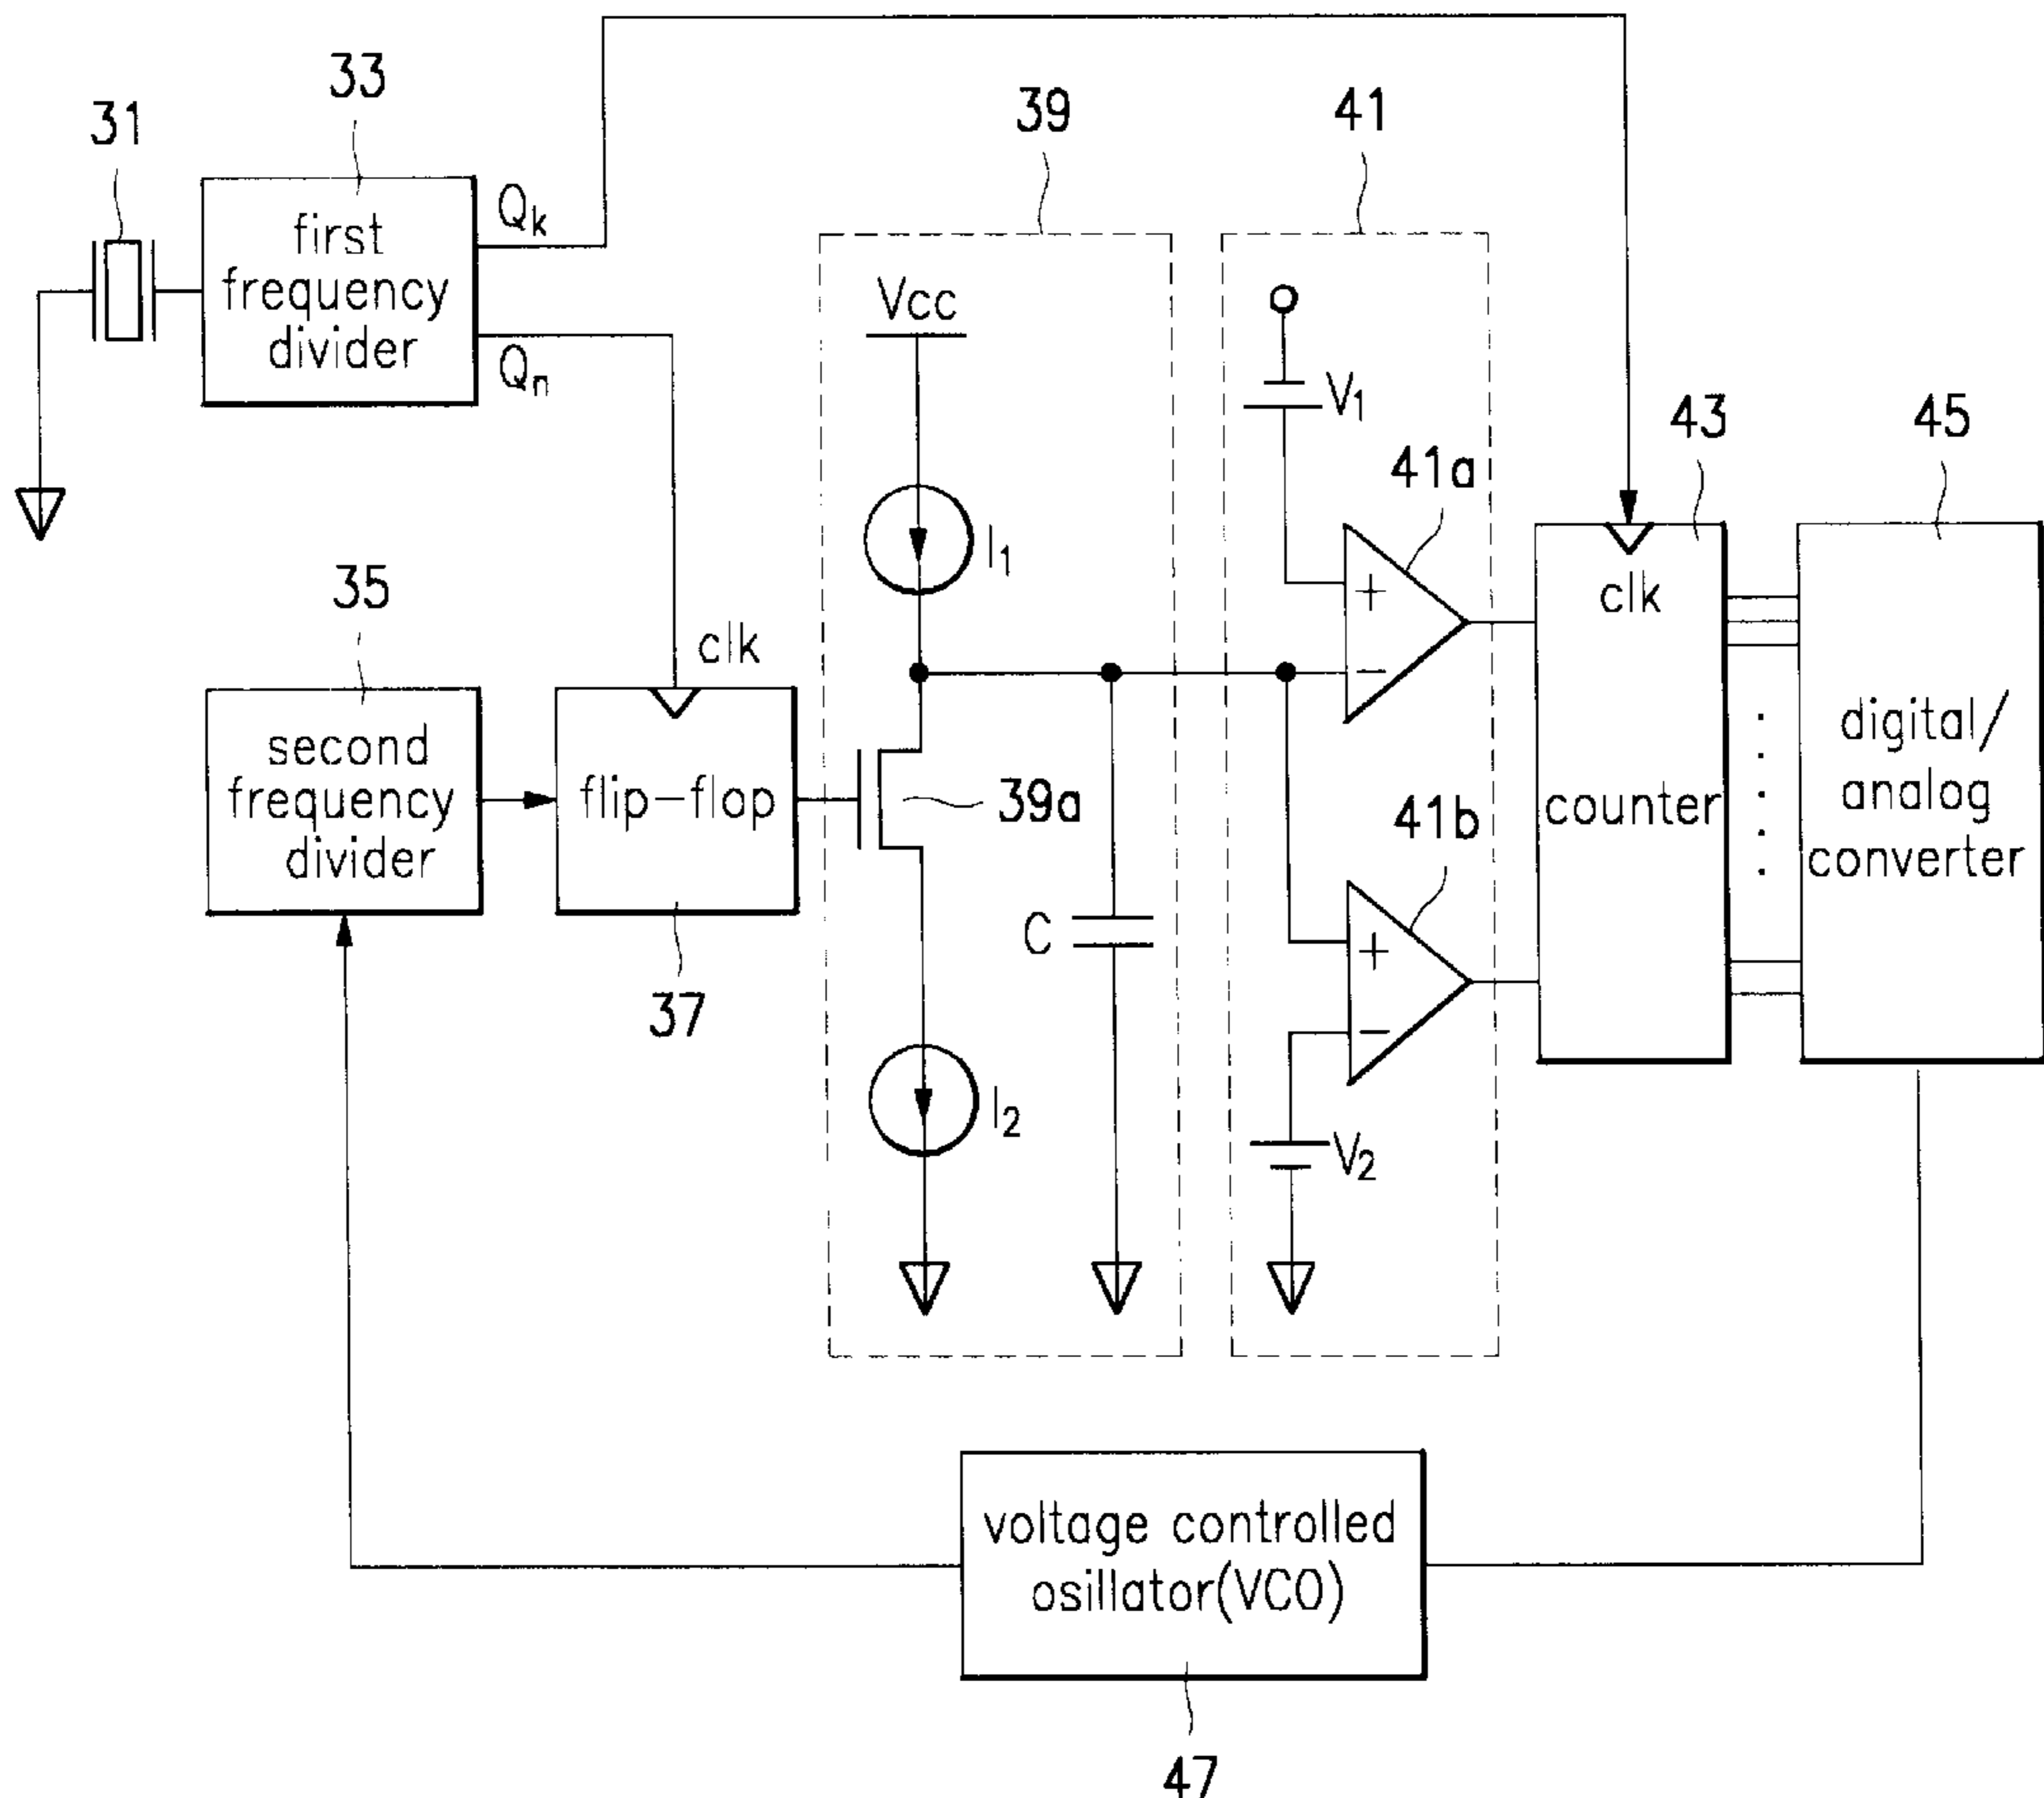 31
33
first
frequency
divider
Qk
Qn
39
Vcc
I1
39a
C
I2
41
V1
41a
41b
V2
43
clk
counter
45
digital/
analog
converter
35
second
frequency
divider
clk
flip-flop
37
+
−
+
−
voltage controlled
osillator(VCO)
47